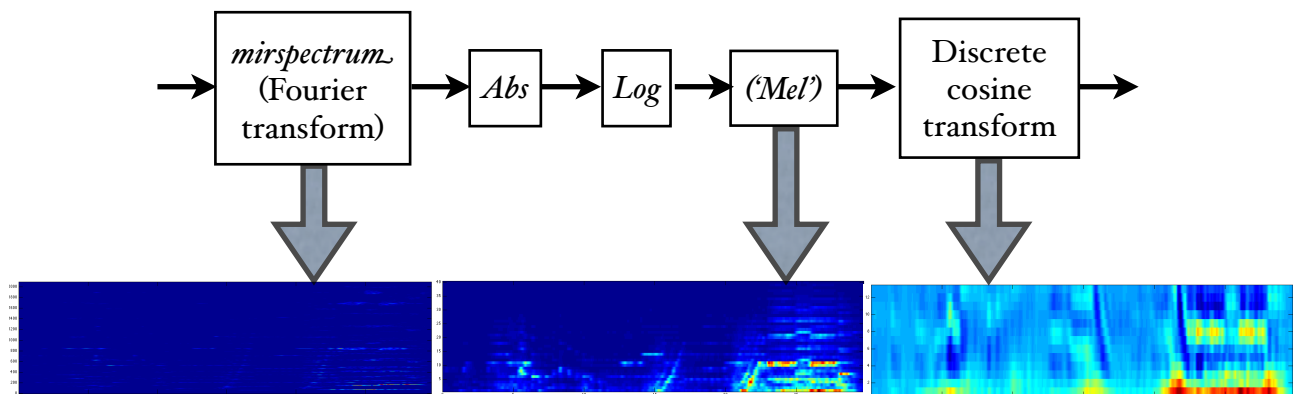 mirspectrum
(Fourier
transform)
Abs
Log
('Mel')
Discrete
cosine
transform